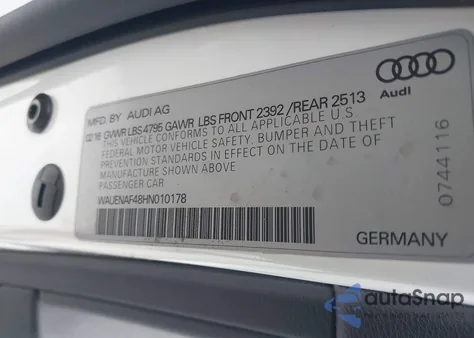 MFD. BY AUDI AG
02/16 GVWR LBS 4795 GAWR LBS FRONT 2392 /REAR 2513
THIS VEHICLE CONFORMS TO ALL APPLICABLE U.S
FEDERAL MOTOR VEHICLE SAFETY, BUMPER AND THEFT
PREVENTION STANDARDS IN EFFECT ON THE DATE OF
MANUFACTURE SHOWN ABOVE
PASSENGER CAR
WAUENAF48HN010178
Audi
0744116
GERMANY
autoSnap